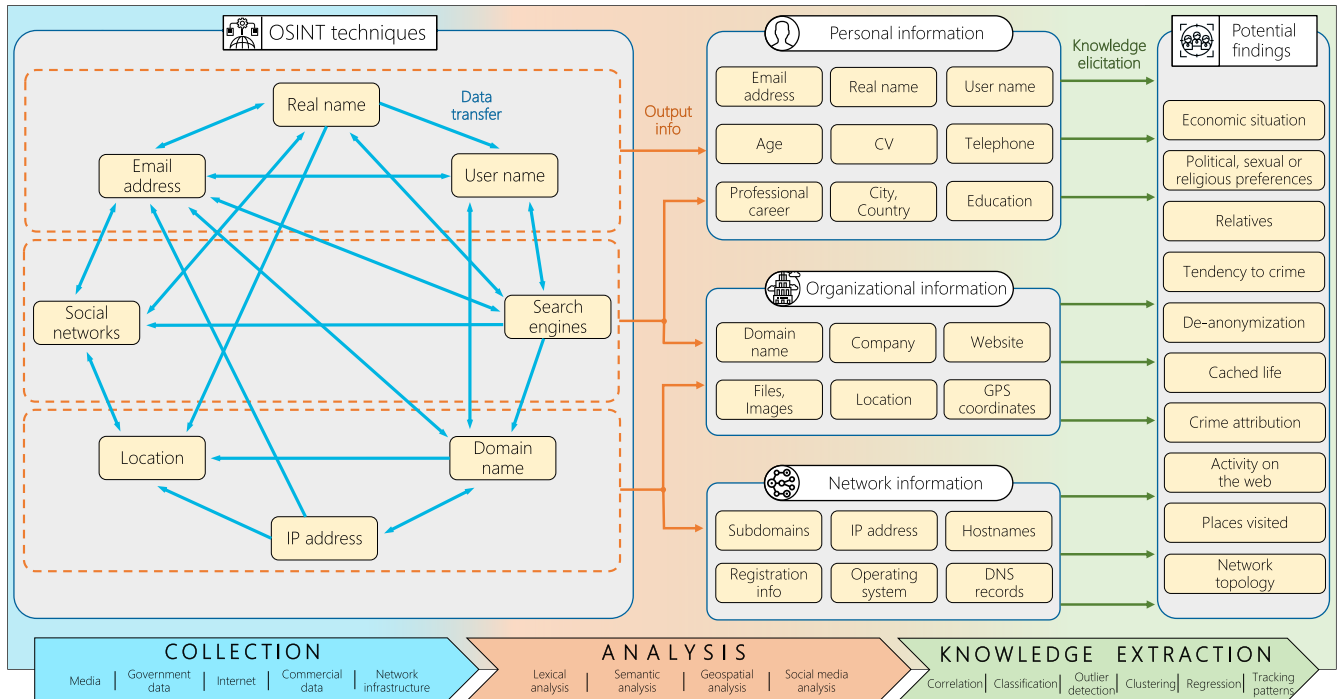 OSINT techniques
Real name
Data
transfer
Email
address
User name
Social
networks
Search
engines
Location
Domain
name
IP address
Output
info
Personal information
Email
address
Real name
User name
Age
CV
Telephone
Professional
career
City,
Country
Education
Organizational information
Domain
name
Company
Website
Files,
Images
Location
GPS
coordinates
Network information
Subdomains
IP address
Hostnames
Registration
info
Operating
system
DNS
records
Knowledge
elicitation
Potential
findings
Economic situation
Political, sexual or
religious preferences
Relatives
Tendency to crime
De-anonymization
Cached life
Crime attribution
Activity on
the web
Places visited
Network
topology
COLLECTION
Media
Government
data
Internet
Commercial
data
Network
infrastructure
ANALYSIS
Lexical
analysis
Semantic
analysis
Geospatial
analysis
Social media
analysis
KNOWLEDGE EXTRACTION
Correlation
Classification
Outlier
detection
Clustering
Regression
Tracking
patterns